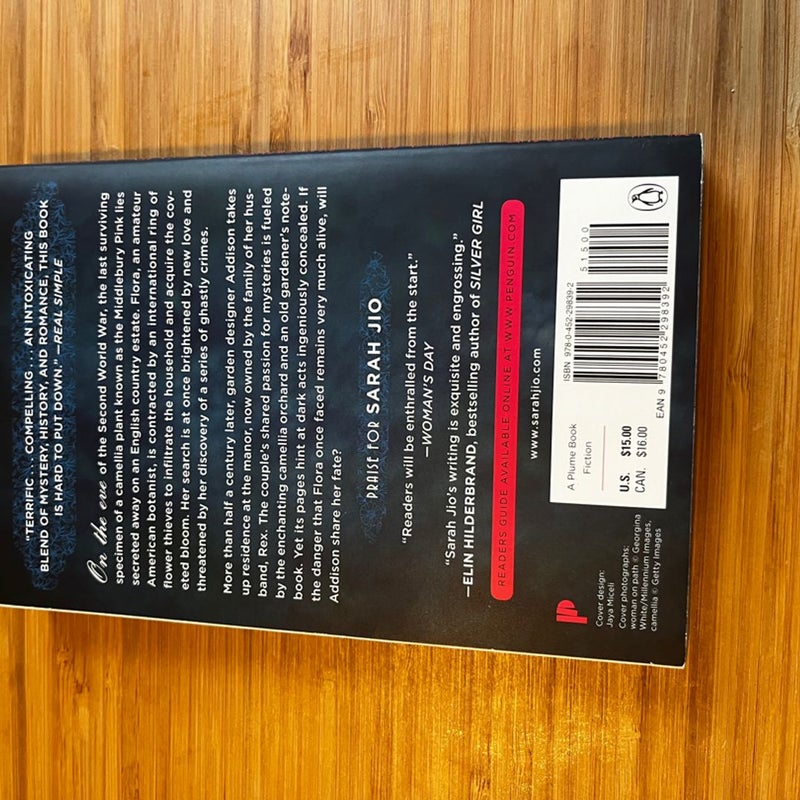 "TERRIFIC . . . COMPELLING . . . AN INTOXICATING
BLEND OF MYSTERY, HISTORY, AND ROMANCE, THIS BOOK
IS HARD TO PUT DOWN." —REAL SIMPLE
On the eve of the Second World War, the last surviving
specimen of a camellia plant known as the Middlebury Pink lies
secreted away on an English country estate. Flora, an amateur
American botanist, is contracted by an international ring of
flower thieves to infiltrate the household and acquire the cov-
eted bloom. Her search is at once brightened by new love and
threatened by her discovery of a series of ghastly crimes.
More than half a century later, garden designer Addison takes
up residence at the manor, now owned by the family of her hus-
band, Rex. The couple's shared passion for mysteries is fueled
by the enchanting camellia orchard and an old gardener's note-
book. Yet its pages hint at dark acts ingeniously concealed. If
the danger that Flora once faced remains very much alive, will
Addison share her fate?
PRAISE FOR SARAH JIO
"Readers will be enthralled from the start."
—WOMAN'S DAY
"Sarah Jio's writing is exquisite and engrossing."
—ELIN HILDERBRAND, bestselling author of SILVER GIRL
READERS GUIDE AVAILABLE ONLINE AT WWW.PENGUIN.COM
www.sarahjio.com
Cover design:
Jaya Miceli
Cover photographs:
woman on path © Georgina
White/Millennium Images,
camellia © Getty Images
A Plume Book
Fiction
U.S. $15.00
CAN. $16.00
ISBN 978-0-452-29839-2
51500
EAN 9 780452 298392